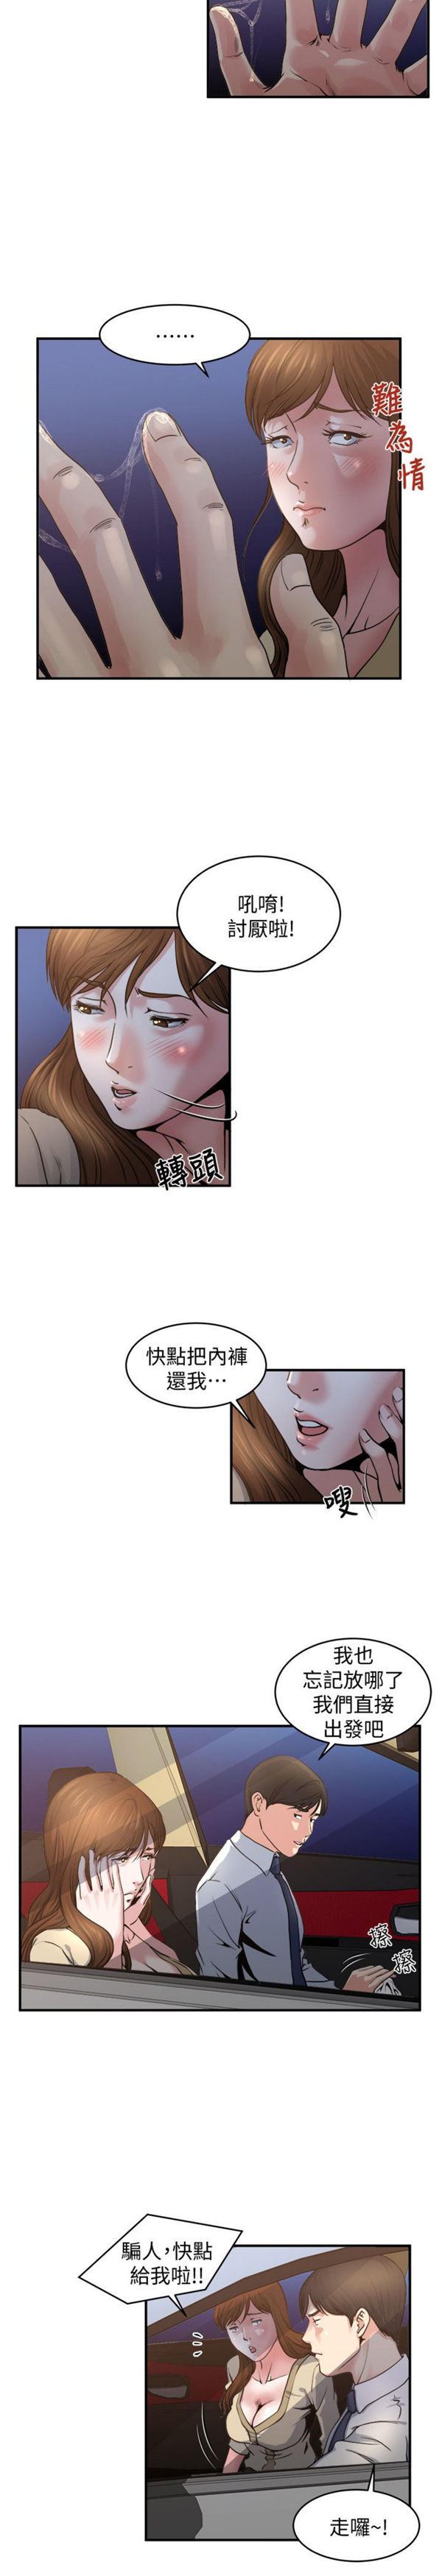 ......
難為情
吼唷!
討厭啦!
轉頭
快點把內褲
還我...
嗖
我也
忘記放哪了
我們直接
出發吧
擦
擦
騙人,快點
給我啦!!
走囉~!